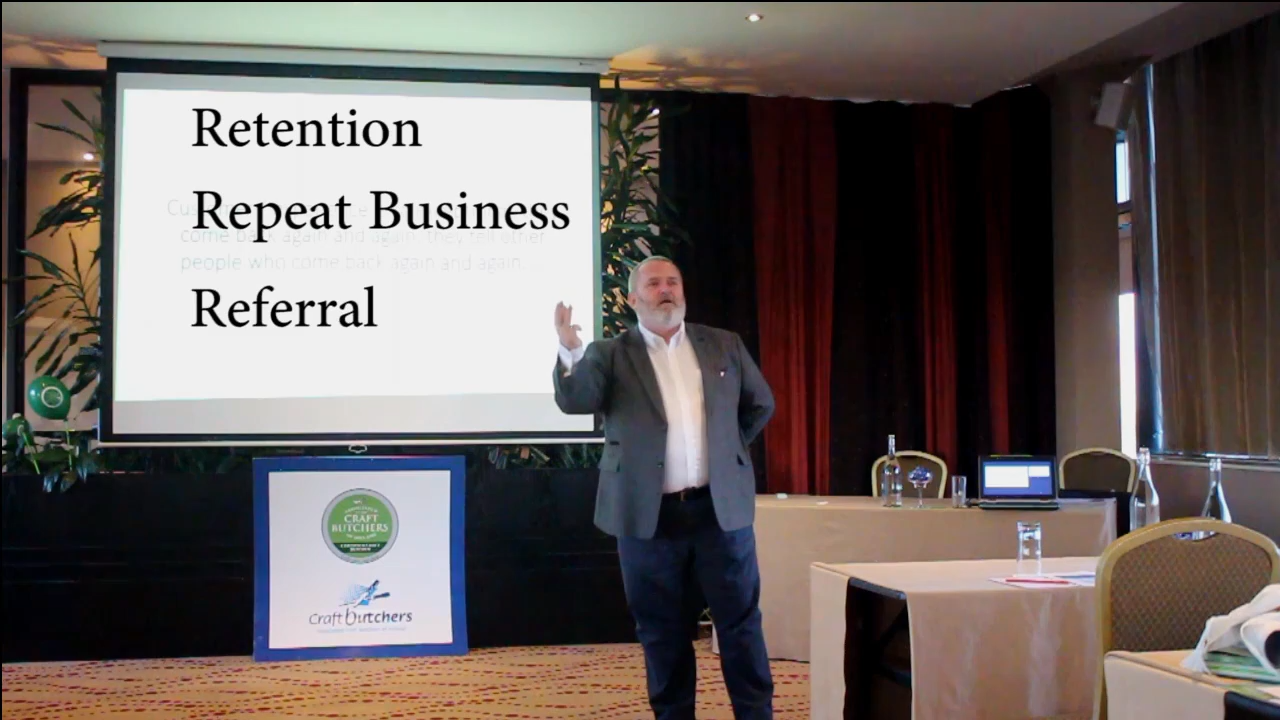 Retention
Repeat Business
come back again and again they tell other
people who come back again and again...
Referral
CRAFT
BUTCHERS
Craft butchers